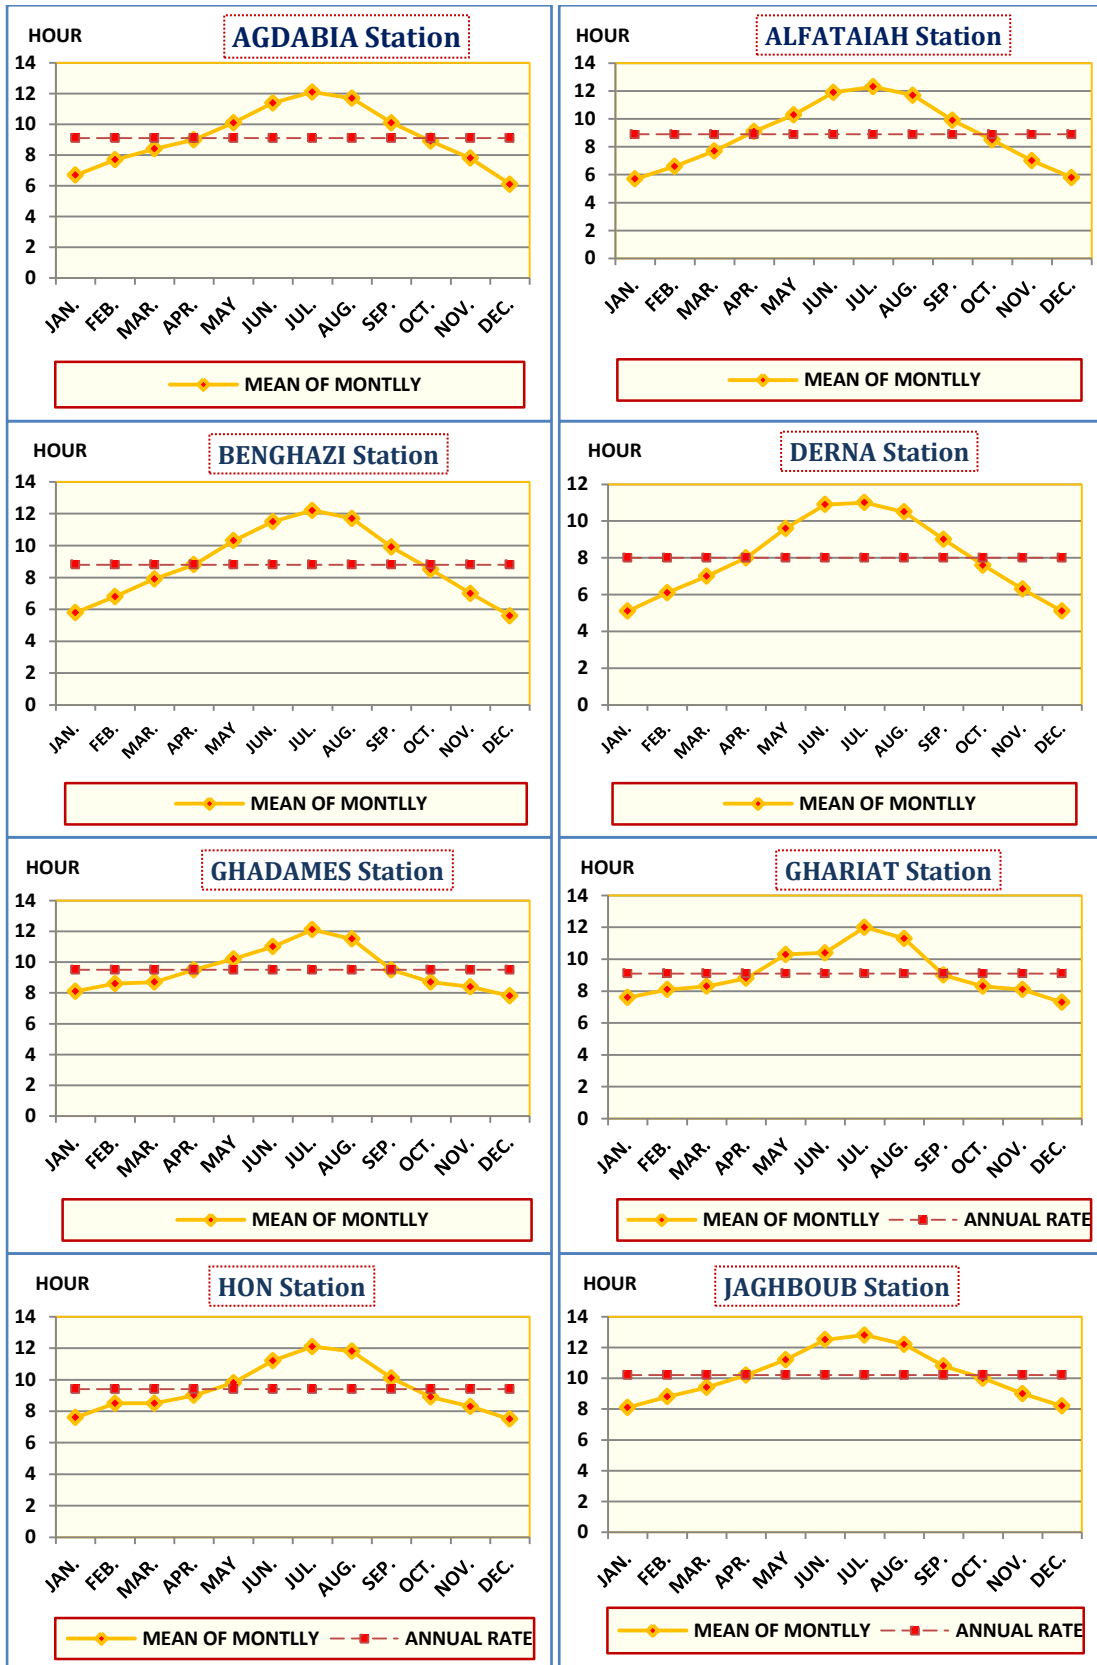 HOUR
AGDABIA Station
14
12
10
8
6
4
2
0
JAN. FEB. MAR. APR. MAY JUN. JUL. AUG. SEP. OCT. NOV. DEC.
MEAN OF MONTLLY
HOUR
ALFATAIAH Station
14
12
10
8
6
4
2
0
JAN. FEB. MAR. APR. MAY JUN. JUL. AUG. SEP. OCT. NOV. DEC.
MEAN OF MONTLLY
HOUR
BENGHAZI Station
14
12
10
8
6
4
2
0
JAN. FEB. MAR. APR. MAY JUN. JUL. AUG. SEP. OCT. NOV. DEC.
MEAN OF MONTLLY
HOUR
DERNA Station
12
10
8
6
4
2
0
JAN. FEB. MAR. APR. MAY JUN. JUL. AUG. SEP. OCT. NOV. DEC.
MEAN OF MONTLLY
HOUR
GHADAMES Station
14
12
10
8
6
4
2
0
JAN. FEB. MAR. APR. MAY JUN. JUL. AUG. SEP. OCT. NOV. DEC.
MEAN OF MONTLLY
HOUR
GHARIAT Station
14
12
10
8
6
4
2
0
JAN. FEB. MAR. APR. MAY JUN. JUL. AUG. SEP. OCT. NOV. DEC.
MEAN OF MONTLLY ANNUAL RATE
HOUR
HON Station
14
12
10
8
6
4
2
0
JAN. FEB. MAR. APR. MAY JUN. JUL. AUG. SEP. OCT. NOV. DEC.
MEAN OF MONTLLY ANNUAL RATE
HOUR
JAGHBOUB Station
14
12
10
8
6
4
2
0
JAN. FEB. MAR. APR. MAY JUN. JUL. AUG. SEP. OCT. NOV. DEC.
MEAN OF MONTLLY ANNUAL RATE